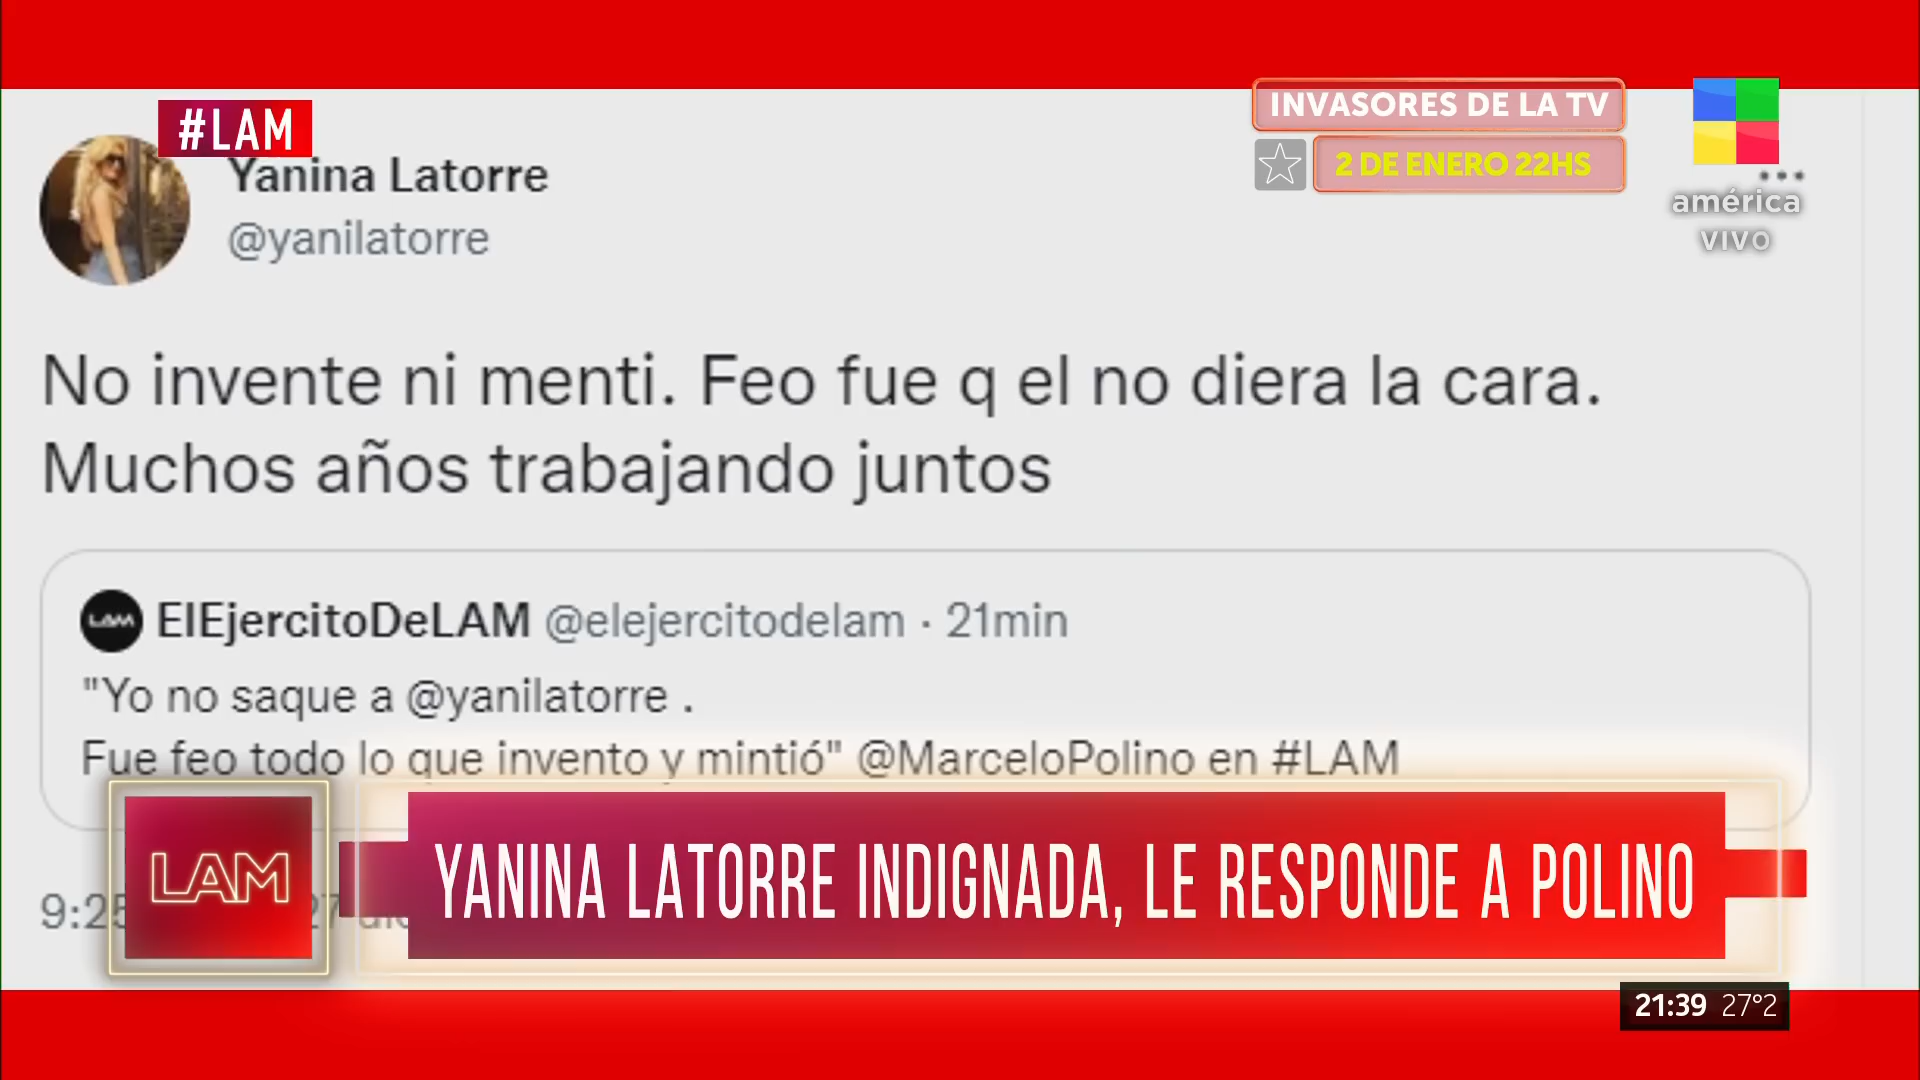 #LAM
INVASORES DE LA TV
2 DE ENERO 22HS
américa
VIVO
Yanina Latorre
@yanilatorre
No invente ni menti. Feo fue q el no diera la cara.
Muchos años trabajando juntos
LAM ElEjercitoDeLAM @elejercitodelam · 21min
"Yo no saque a @yanilatorre .
Fue feo todo lo que invento y mintió" @MarceloPolino en #LAM
LAM
YANINA LATORRE INDIGNADA, LE RESPONDE A POLINO
21:39 27°2